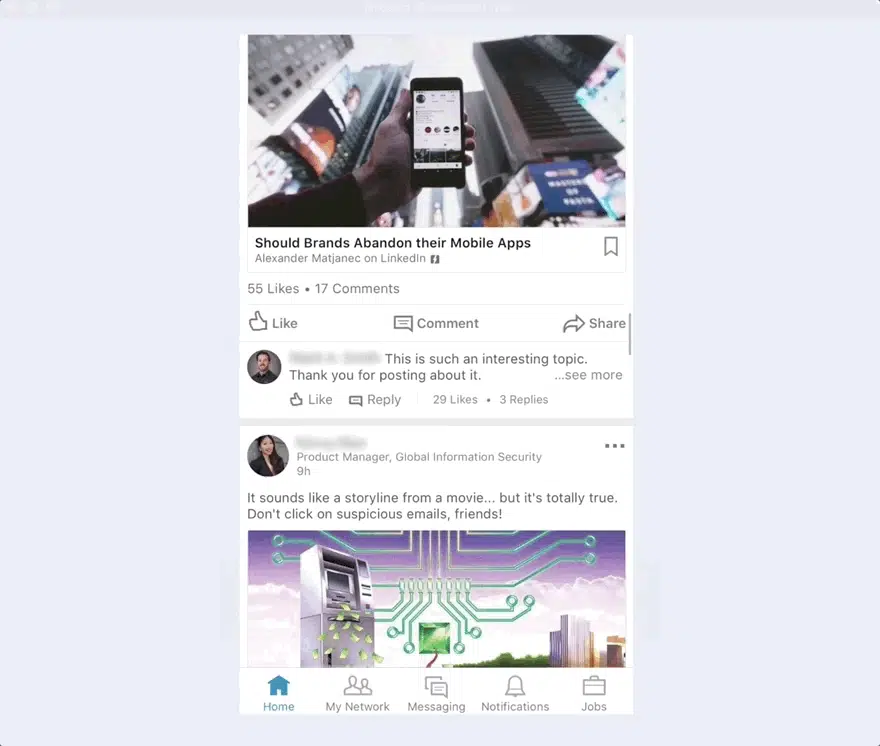 Should Brands Abandon their Mobile Apps
Alexander Matjanec on LinkedIn
55 Likes • 17 Comments
Like Comment Share
This is such an interesting topic.
Thank you for posting about it. ...see more
Like Reply 29 Likes • 3 Replies
Product Manager, Global Information Security
9h
It sounds like a storyline from a movie... but it's totally true.
Don't click on suspicious emails, friends!
Home My Network Messaging Notifications Jobs